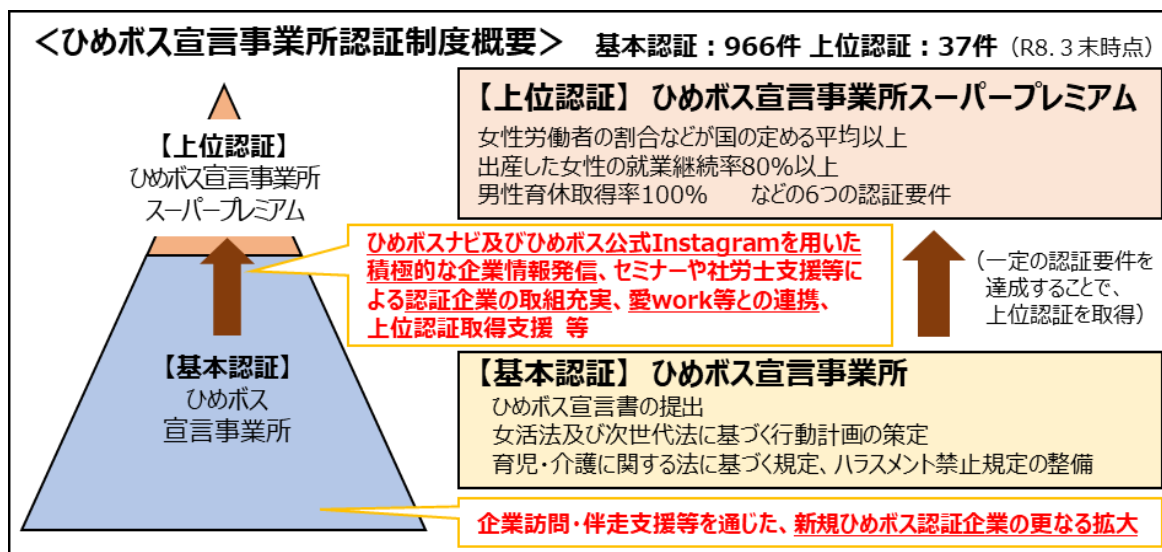 ＜ひめボス宣言事業所認証制度概要＞ 基本認証：966件 上位認証：37件（R8.3末時点）
【上位認証】
ひめボス宣言事業所
スーパープレミアム
【上位認証】ひめボス宣言事業所スーパープレミアム
女性労働者の割合などが国の定める平均以上
出産した女性の就業継続率80%以上
男性育休取得率100%　などの6つの認証要件
ひめボスナビ及びひめボス公式Instagramを用いた
積極的な企業情報発信、セミナーや社労士支援等に
よる認証企業の取組充実、愛work等との連携、
上位認証取得支援 等
（一定の認証要件を
達成することで、
上位認証を取得）
【基本認証】
ひめボス
宣言事業所
【基本認証】ひめボス宣言事業所
ひめボス宣言書の提出
女活法及び次世代法に基づく行動計画の策定
育児・介護に関する法に基づく規定、ハラスメント禁止規定の整備
企業訪問・伴走支援等を通じた、新規ひめボス認証企業の更なる拡大